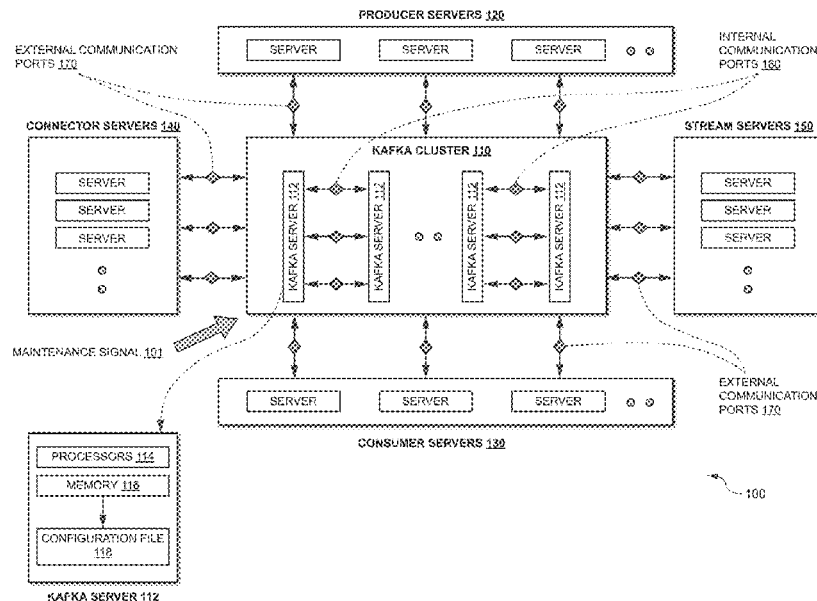 PRODUCER SERVERS 120
SERVER
SERVER
SERVER
EXTERNAL COMMUNICATION
PORTS 170
INTERNAL
COMMUNICATION
PORTS 160
CONNECTOR SERVERS 140
SERVER
SERVER
SERVER
KAFKA CLUSTER 110
KAFKA SERVER 112
KAFKA SERVER 112
KAFKA SERVER 112
KAFKA SERVER 112
STREAM SERVERS 150
SERVER
SERVER
SERVER
MAINTENANCE SIGNAL 101
SERVER
SERVER
SERVER
CONSUMER SERVERS 130
EXTERNAL
COMMUNICATION
PORTS 170
PROCESSORS 114
MEMORY 116
CONFIGURATION FILE
118
KAFKA SERVER 112
100